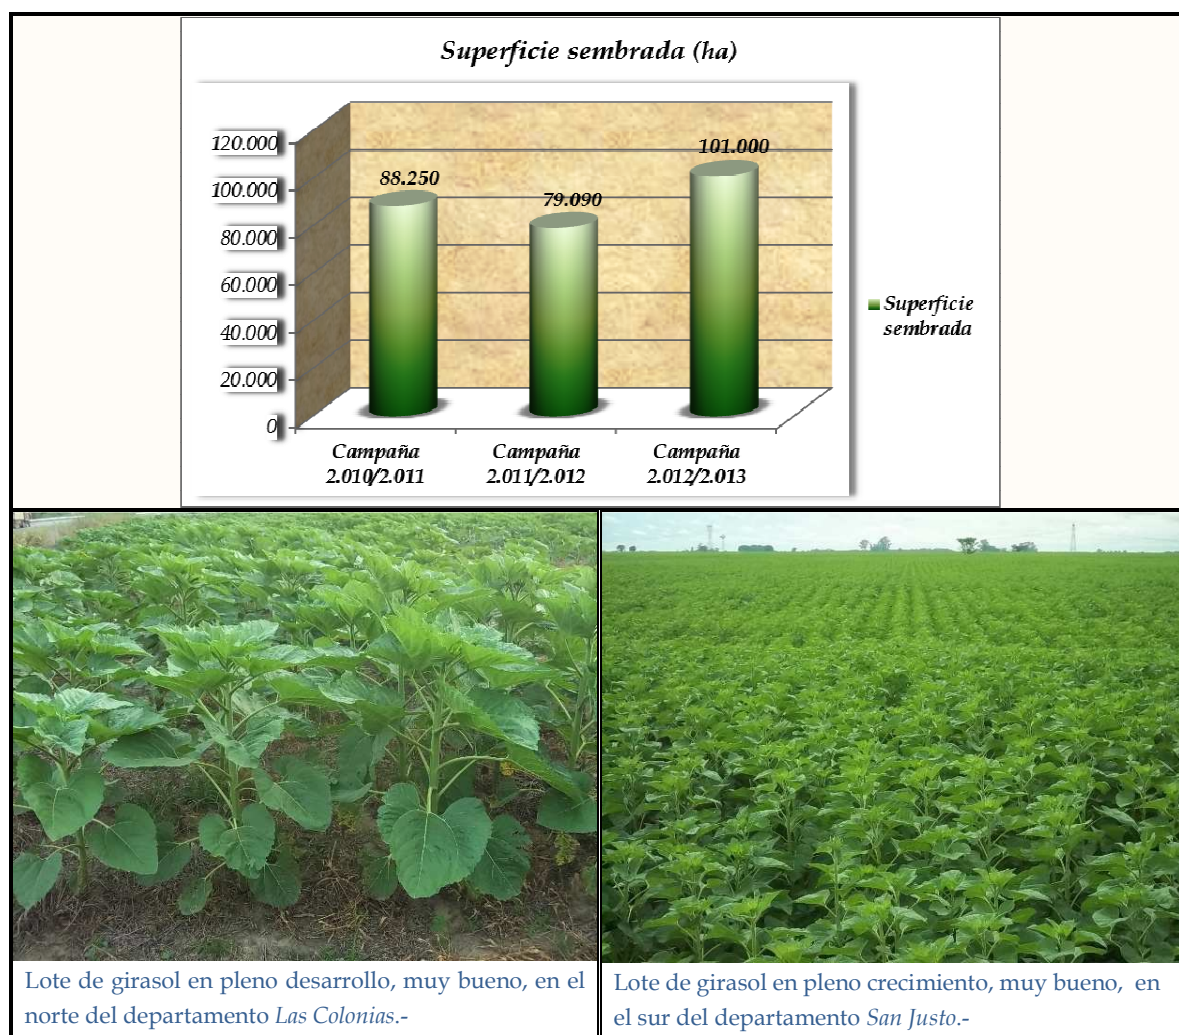 Superficie sembrada (ha)
120.000
100.000
80.000
60.000
40.000
20.000
0
88.250
79.090
101.000
Campaña
2.010/2.011
Campaña
2.011/2.012
Campaña
2.012/2.013
Superficie
sembrada
Lote de girasol en pleno desarrollo, muy bueno, en el
norte del departamento Las Colonias.-
Lote de girasol en pleno crecimiento, muy bueno, en
el sur del departamento San Justo.-